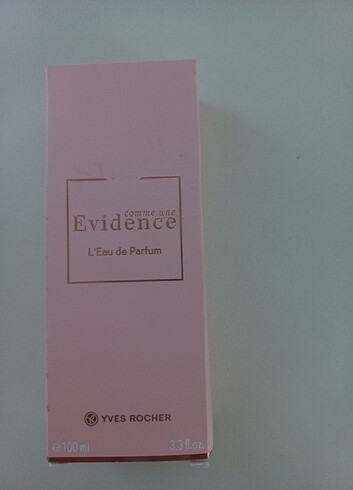 comme une
Evidence
L'Eau de Parfum
YVES ROCHER
℮ 100 ml 3,3 fl.oz.